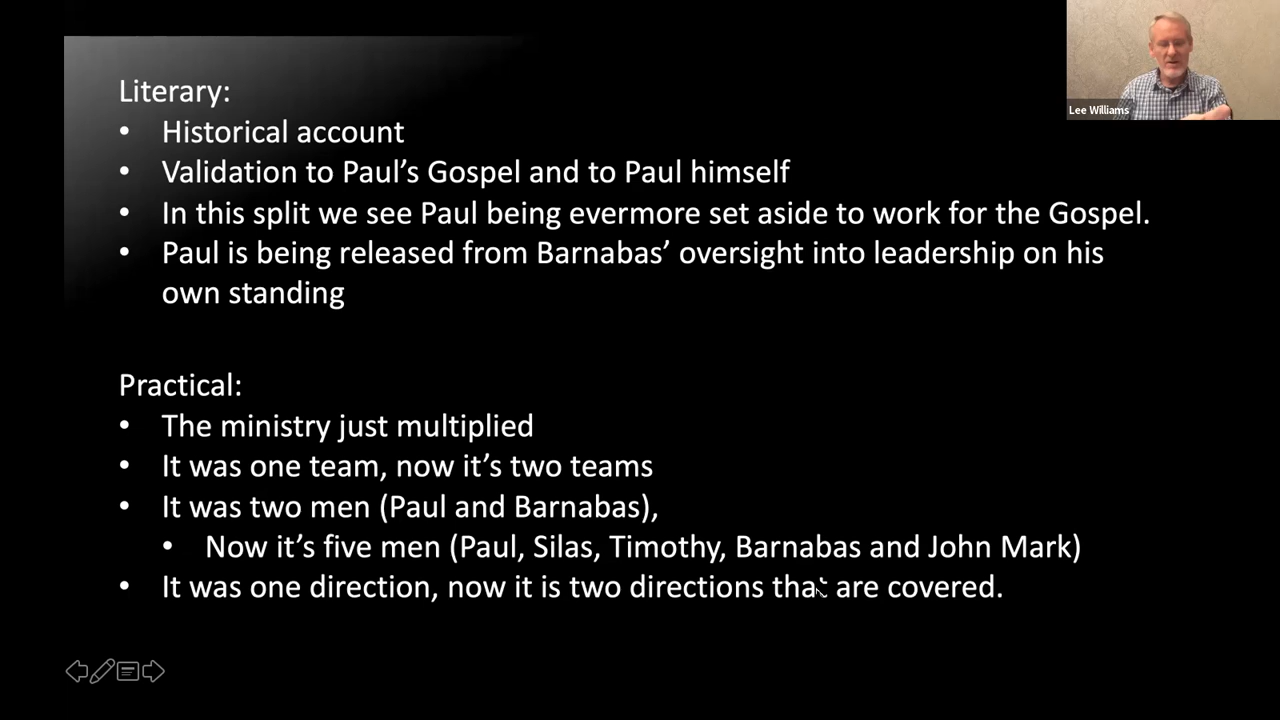 Lee Williams
Literary:
• Historical account
• Validation to Paul’s Gospel and to Paul himself
• In this split we see Paul being evermore set aside to work for the Gospel.
• Paul is being released from Barnabas’ oversight into leadership on his
own standing
Practical:
• The ministry just multiplied
• It was one team, now it’s two teams
• It was two men (Paul and Barnabas),
• Now it’s five men (Paul, Silas, Timothy, Barnabas and John Mark)
• It was one direction, now it is two directions that are covered.